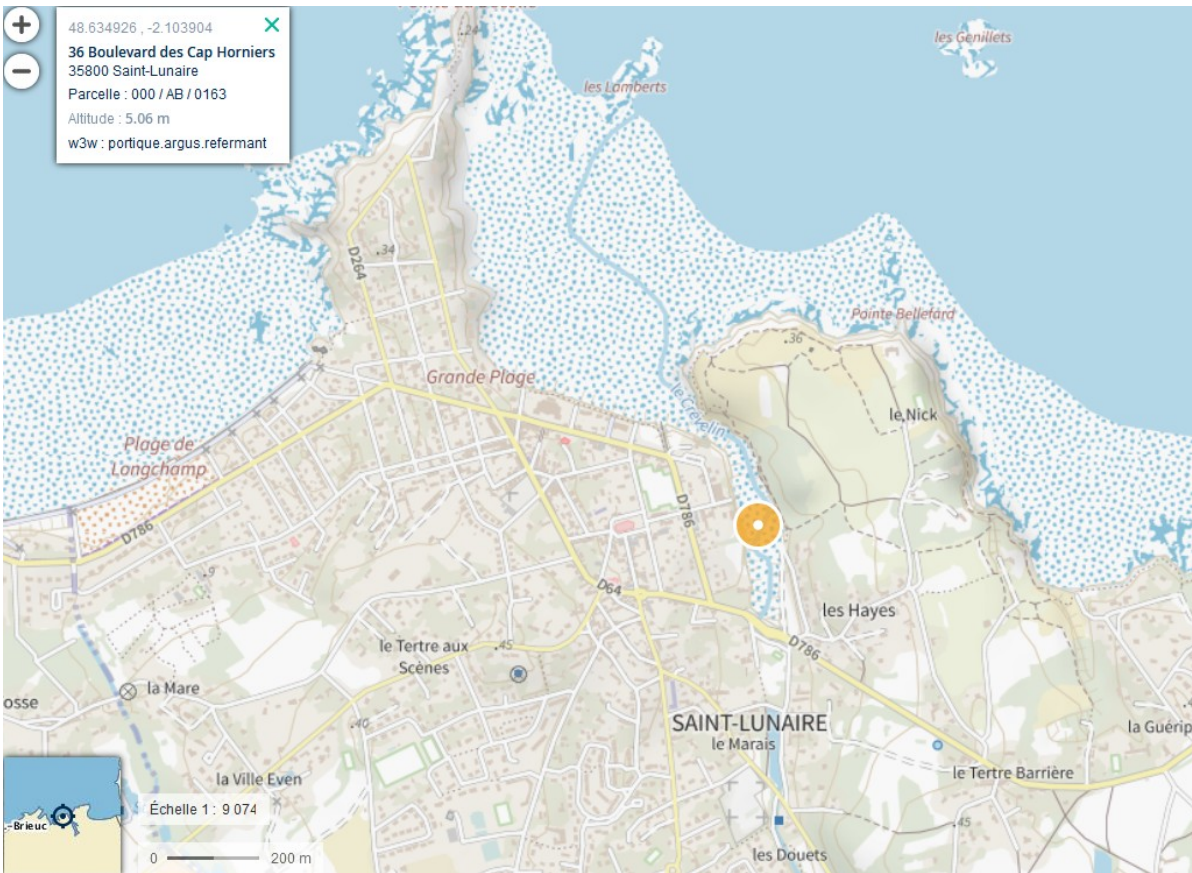 +
−
48.634926 , -2.103904
36 Boulevard des Cap Horniers
35800 Saint-Lunaire
Parcelle : 000 / AB / 0163
Altitude : 5.06 m
w3w : portique.argus.refermant
.24
les Genillets
les Lamberts
D264
.34
Pointe Bellefard
.36
Grande Plage
le Crévelin
le Nick
Plage de
Longchamp
D786
D786
.9
D64
les Hayes
le Tertre aux
Scènes
.45
D786
la Mare
osse
.40
SAINT-LUNAIRE
le Marais
la Guérip
la Ville Even
le Tertre Barrière
Échelle 1 : 9 074
-Brieuc
.45
0
200 m
les Douets